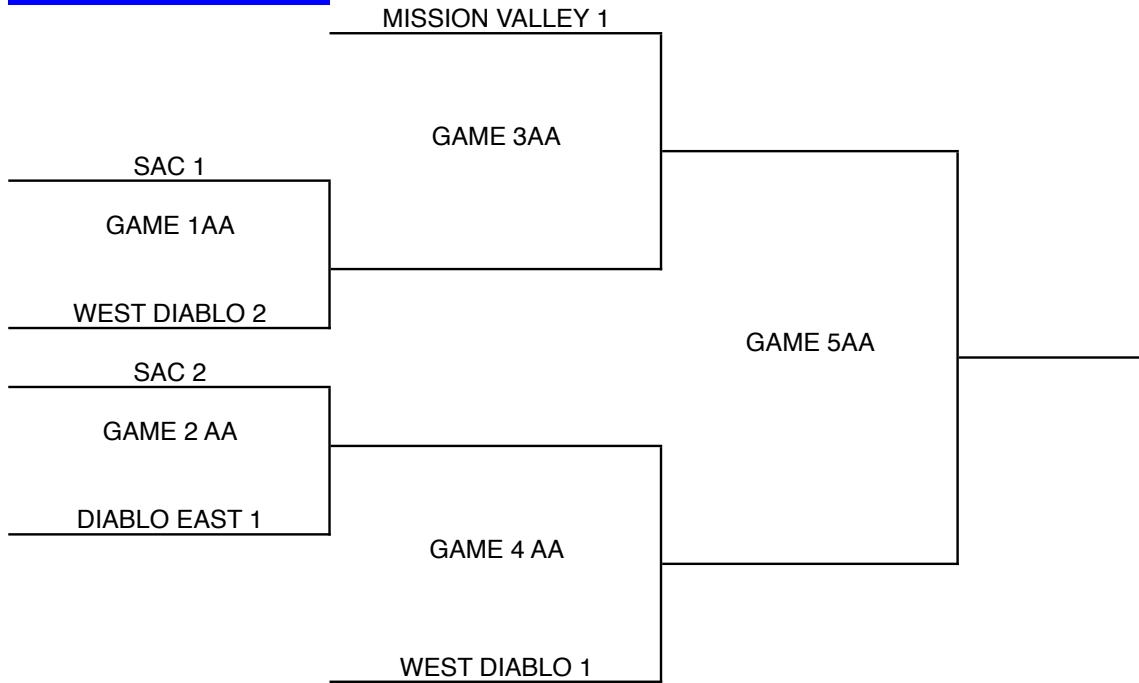 MISSION VALLEY 1
GAME 3AA
SAC 1
GAME 1AA
WEST DIABLO 2
GAME 5AA
SAC 2
GAME 2 AA
DIABLO EAST 1
GAME 4 AA
WEST DIABLO 1